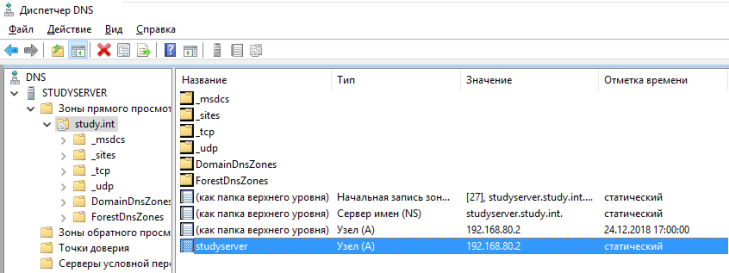 Диспетчер DNS
Файл Действие Вид Справка
DNS
STUDYSERVER
Зоны прямого просмот
study.int
_msdcs
_sites
_tcp
_udp
DomainDnsZones
ForestDnsZones
Зоны обратного просм
Точки доверия
Серверы условной пер
Название Тип Значение Отметка времени
_msdcs
_sites
_tcp
_udp
DomainDnsZones
ForestDnsZones
(как папка верхнего уровня) Начальная запись зон... [27], studyserver.study.int.... статический
(как папка верхнего уровня) Сервер имен (NS) studyserver.study.int. статический
(как папка верхнего уровня) Узел (A) 192.168.80.2 24.12.2018 17:00:00
studyserver Узел (A) 192.168.80.2 статический